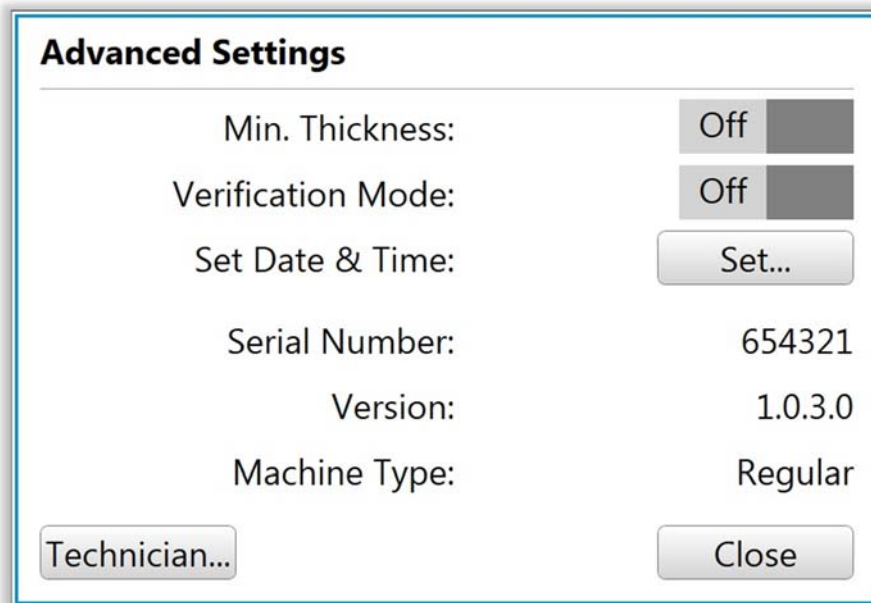 Advanced Settings
Min. Thickness: Off
Verification Mode: Off
Set Date & Time: Set...
Serial Number: 654321
Version: 1.0.3.0
Machine Type: Regular
Technician... Close